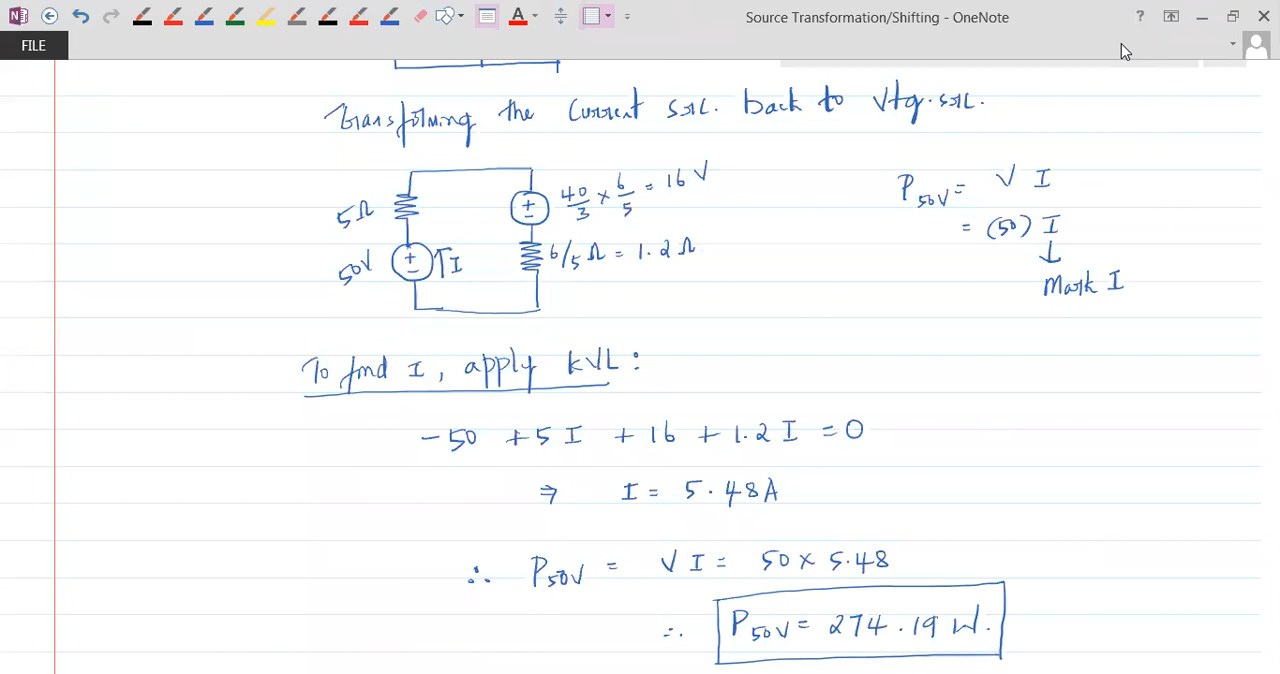 Source Transformation/Shifting - OneNote
FILE
Transforming the Current src. back to Vtg. src.
5Ω
50V
I
40/3 × 6/5 = 16 V
6/5 Ω = 1.2 Ω
P50V = V I
= (50) I
↓
Mark I
To find I, apply KVL:
-50 + 5 I + 16 + 1.2 I = 0
⇒ I = 5.48A
∴ P50V = V I = 50 × 5.48
∴ P50V = 274.19 W.